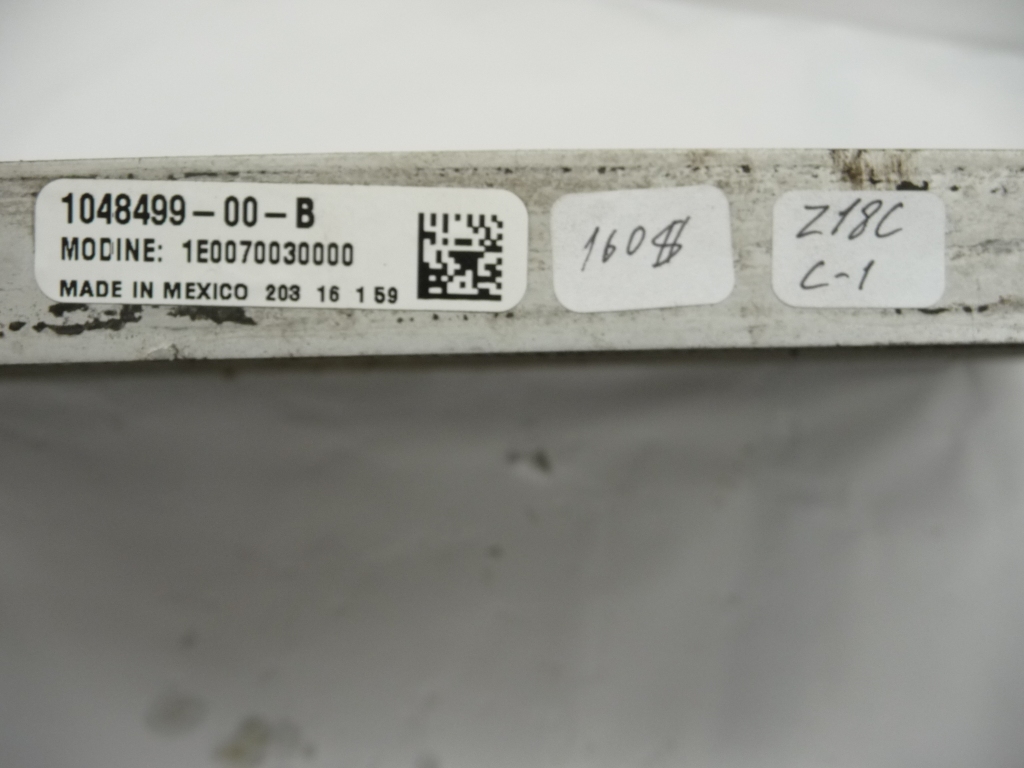 1048499-00-B
MODINE: 1E0070030000
MADE IN MEXICO 203 16 1 59
160$
Z18C
C-1